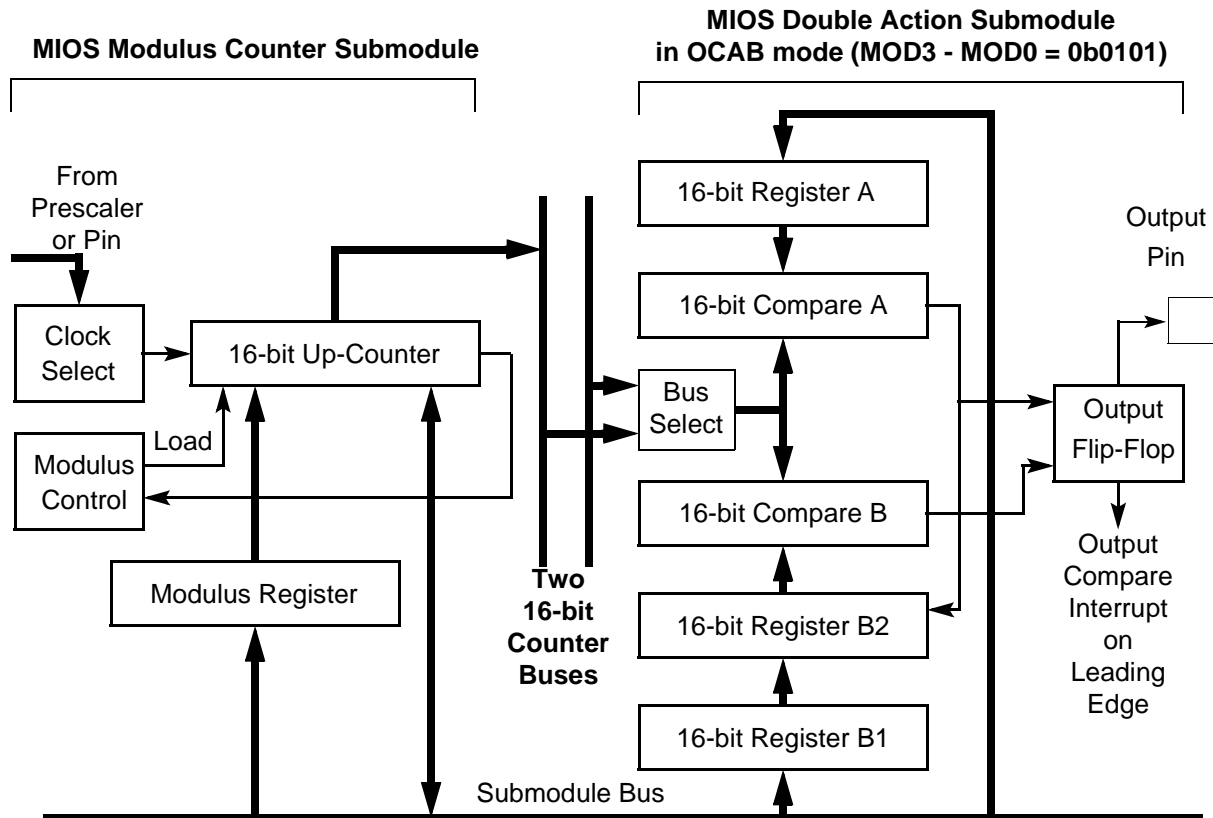 MIOS Modulus Counter Submodule
MIOS Double Action Submodule
in OCAB mode (MOD3 - MOD0 = 0b0101)
From
Prescaler
or Pin
Clock
Select
16-bit Up-Counter
Load
Modulus
Control
Modulus Register
Two
16-bit
Counter
Buses
16-bit Register A
16-bit Compare A
Bus
Select
16-bit Compare B
16-bit Register B2
16-bit Register B1
Output
Pin
Output
Flip-Flop
Output
Compare
Interrupt
on
Leading
Edge
Submodule Bus